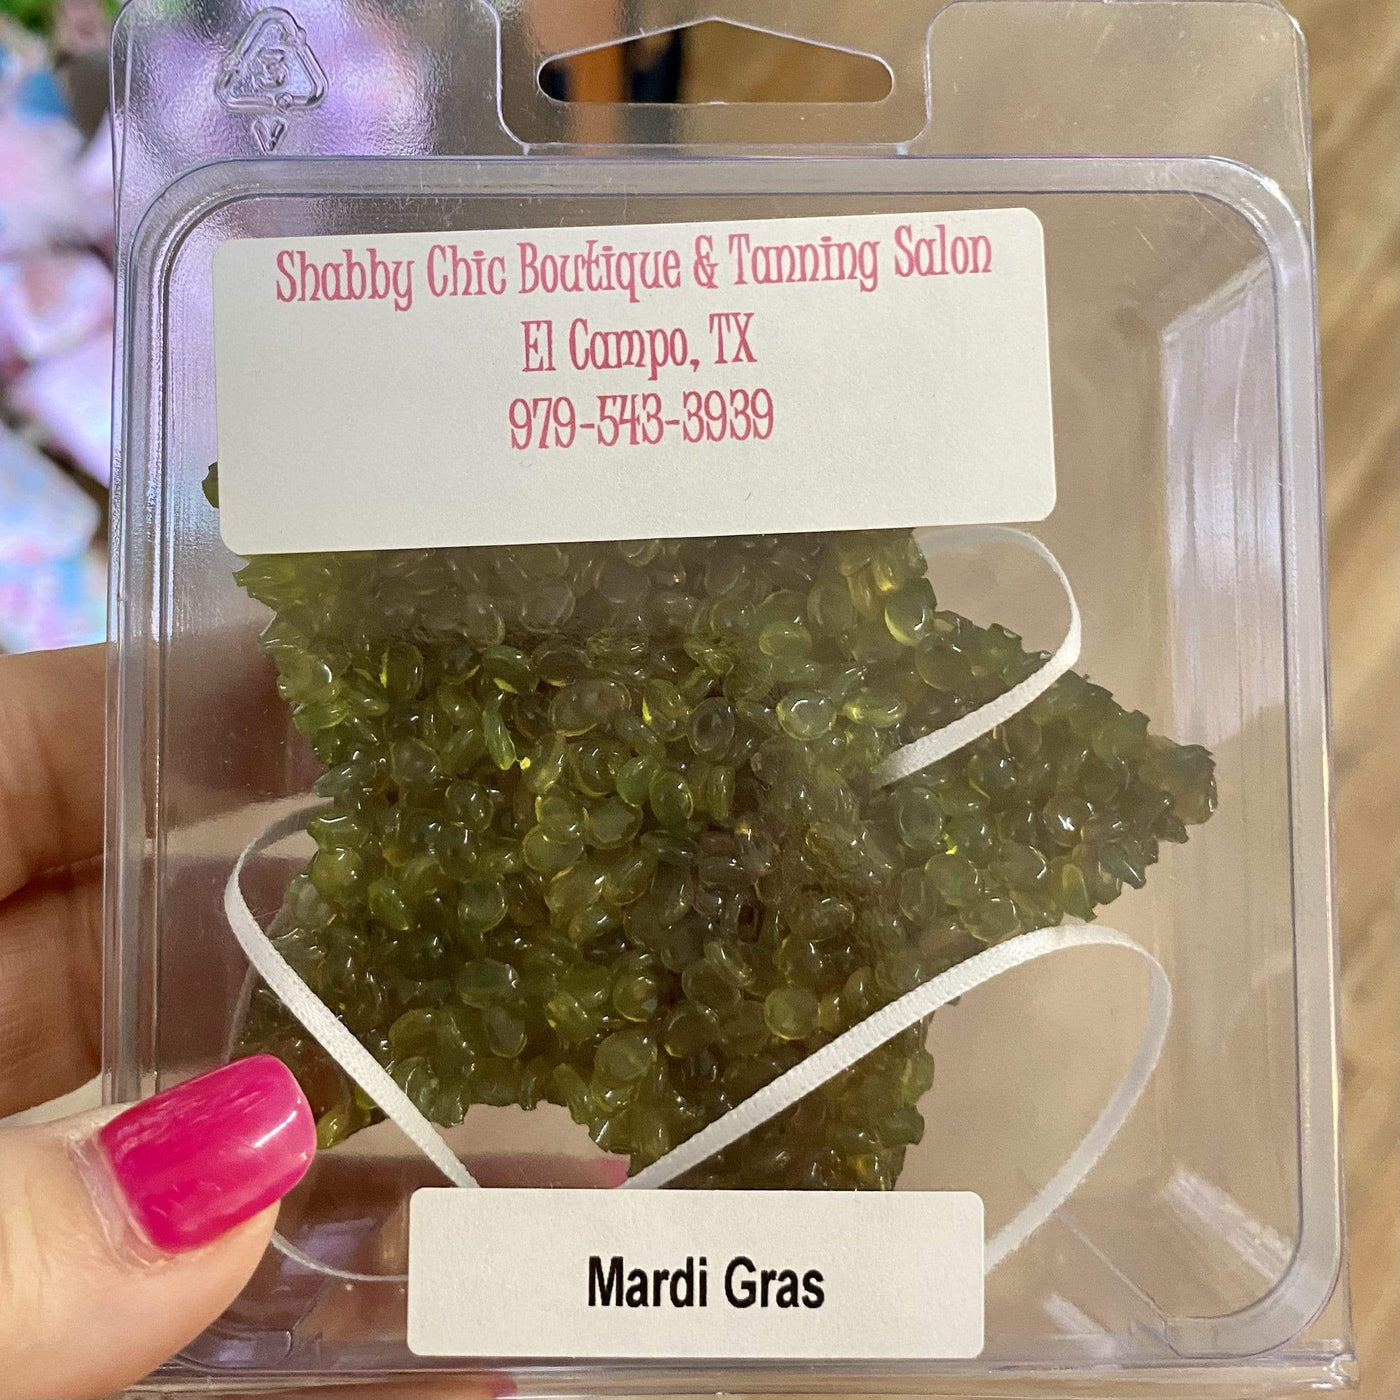 Shabby Chic Boutique & Tanning Salon
El Campo, TX
979-543-3939
Mardi Gras